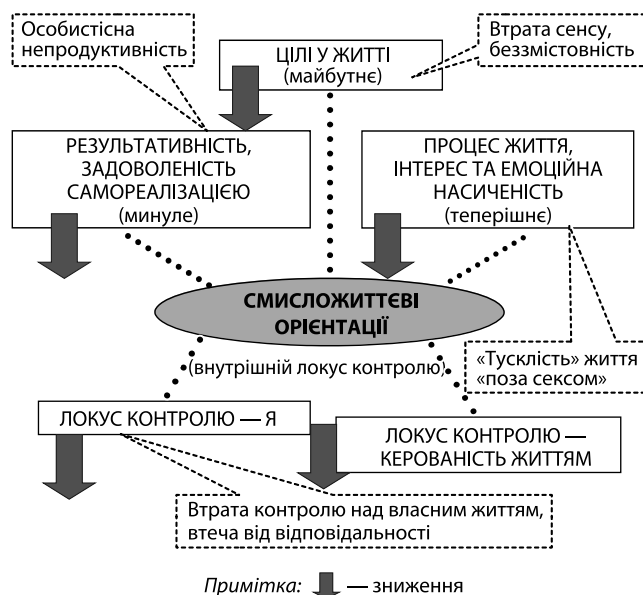 Особистісна
непродуктивність
ЦІЛІ У ЖИТТІ
(майбутнє)
Втрата сенсу,
беззмістовність
РЕЗУЛЬТАТИВНІСТЬ,
ЗАДОВОЛЕНІСТЬ
САМОРЕАЛІЗАЦІЄЮ
(минуле)
ПРОЦЕС ЖИТТЯ,
ІНТЕРЕС ТА ЕМОЦІЙНА
НАСИЧЕНІСТЬ
(теперішнє)
СМИСЛОЖИТТЄВІ
ОРІЄНТАЦІЇ
(внутрішній локус контролю)
«Тусклість» життя
«поза сексом»
ЛОКУС КОНТРОЛЮ — Я
ЛОКУС КОНТРОЛЮ —
КЕРОВАНІСТЬ ЖИТТЯМ
Втрата контролю над власним життям,
втеча від відповідальності
Примітка: — зниження